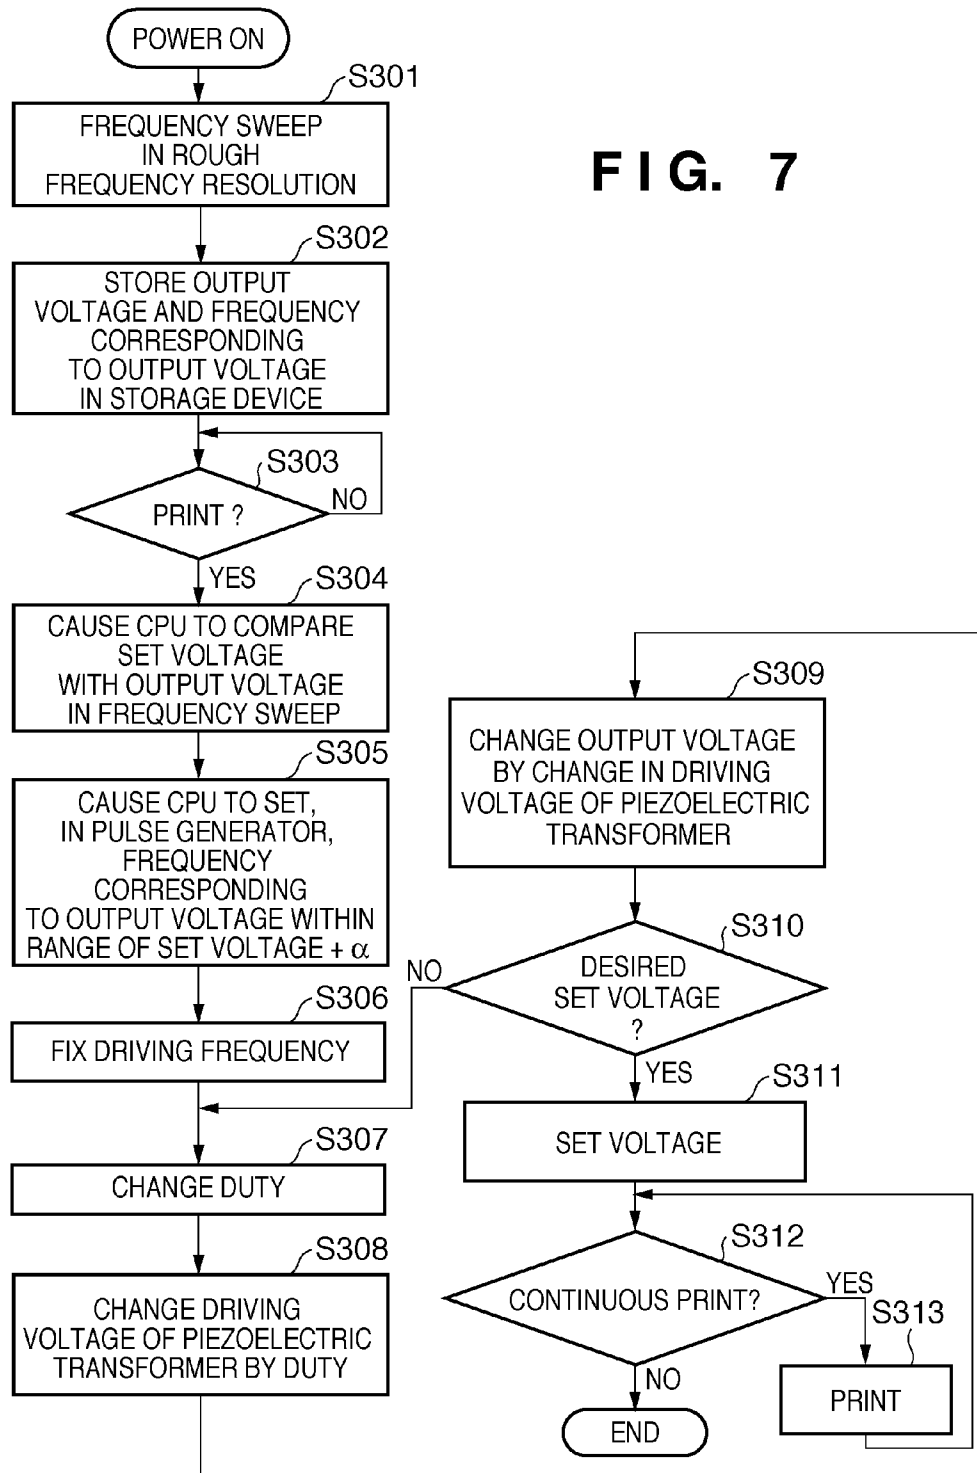 POWER ON
S301
FREQUENCY SWEEP
IN ROUGH
FREQUENCY RESOLUTION
FIG. 7
S302
STORE OUTPUT
VOLTAGE AND FREQUENCY
CORRESPONDING
TO OUTPUT VOLTAGE
IN STORAGE DEVICE
S303
PRINT ?
NO
YES
S304
CAUSE CPU TO COMPARE
SET VOLTAGE
WITH OUTPUT VOLTAGE
IN FREQUENCY SWEEP
S305
CAUSE CPU TO SET,
IN PULSE GENERATOR,
FREQUENCY
CORRESPONDING
TO OUTPUT VOLTAGE WITHIN
RANGE OF SET VOLTAGE + α
S306
FIX DRIVING FREQUENCY
S307
CHANGE DUTY
S308
CHANGE DRIVING
VOLTAGE OF PIEZOELECTRIC
TRANSFORMER BY DUTY
S309
CHANGE OUTPUT VOLTAGE
BY CHANGE IN DRIVING
VOLTAGE OF PIEZOELECTRIC
TRANSFORMER
S310
DESIRED
SET VOLTAGE
?
NO
YES
S311
SET VOLTAGE
S312
CONTINUOUS PRINT?
YES
S313
PRINT
NO
END